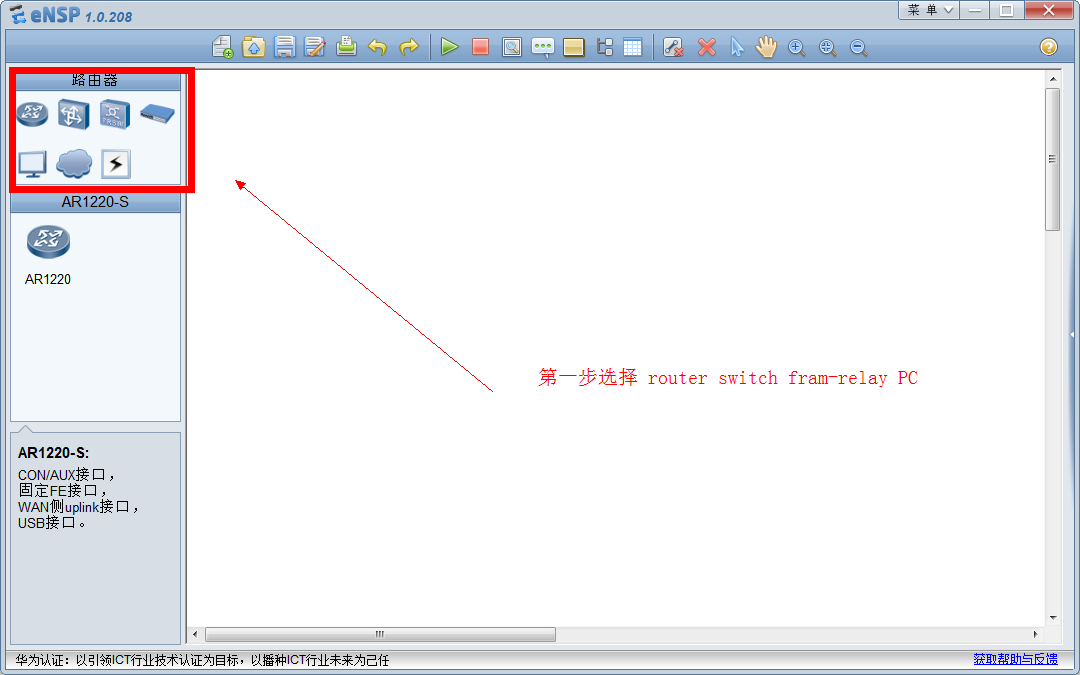 eNSP 1.0.208
菜 单
路由器
AR1220-S
AR1220
第一步选择 router switch fram-relay PC
AR1220-S:
CON/AUX接口，
固定FE接口，
WAN侧uplink接口，
USB接口。
华为认证：以引领ICT行业技术认证为目标，以播种ICT行业未来为己任
获取帮助与反馈